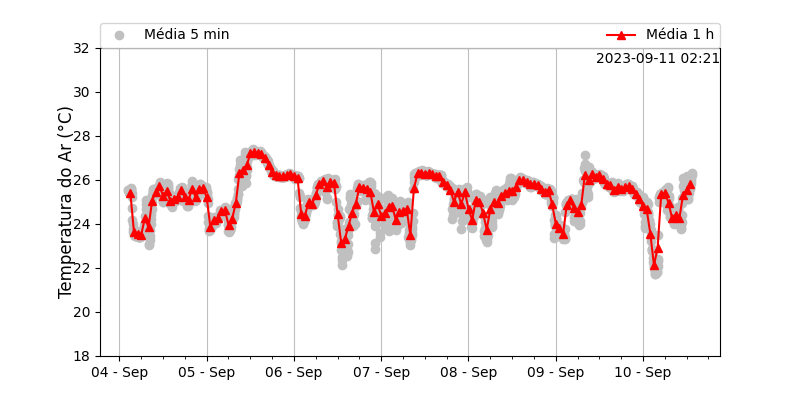 Média 5 min
Média 1 h
2023-09-11 02:21
Temperatura do Ar (°C)
32
30
28
26
24
22
20
18
04 - Sep
05 - Sep
06 - Sep
07 - Sep
08 - Sep
09 - Sep
10 - Sep